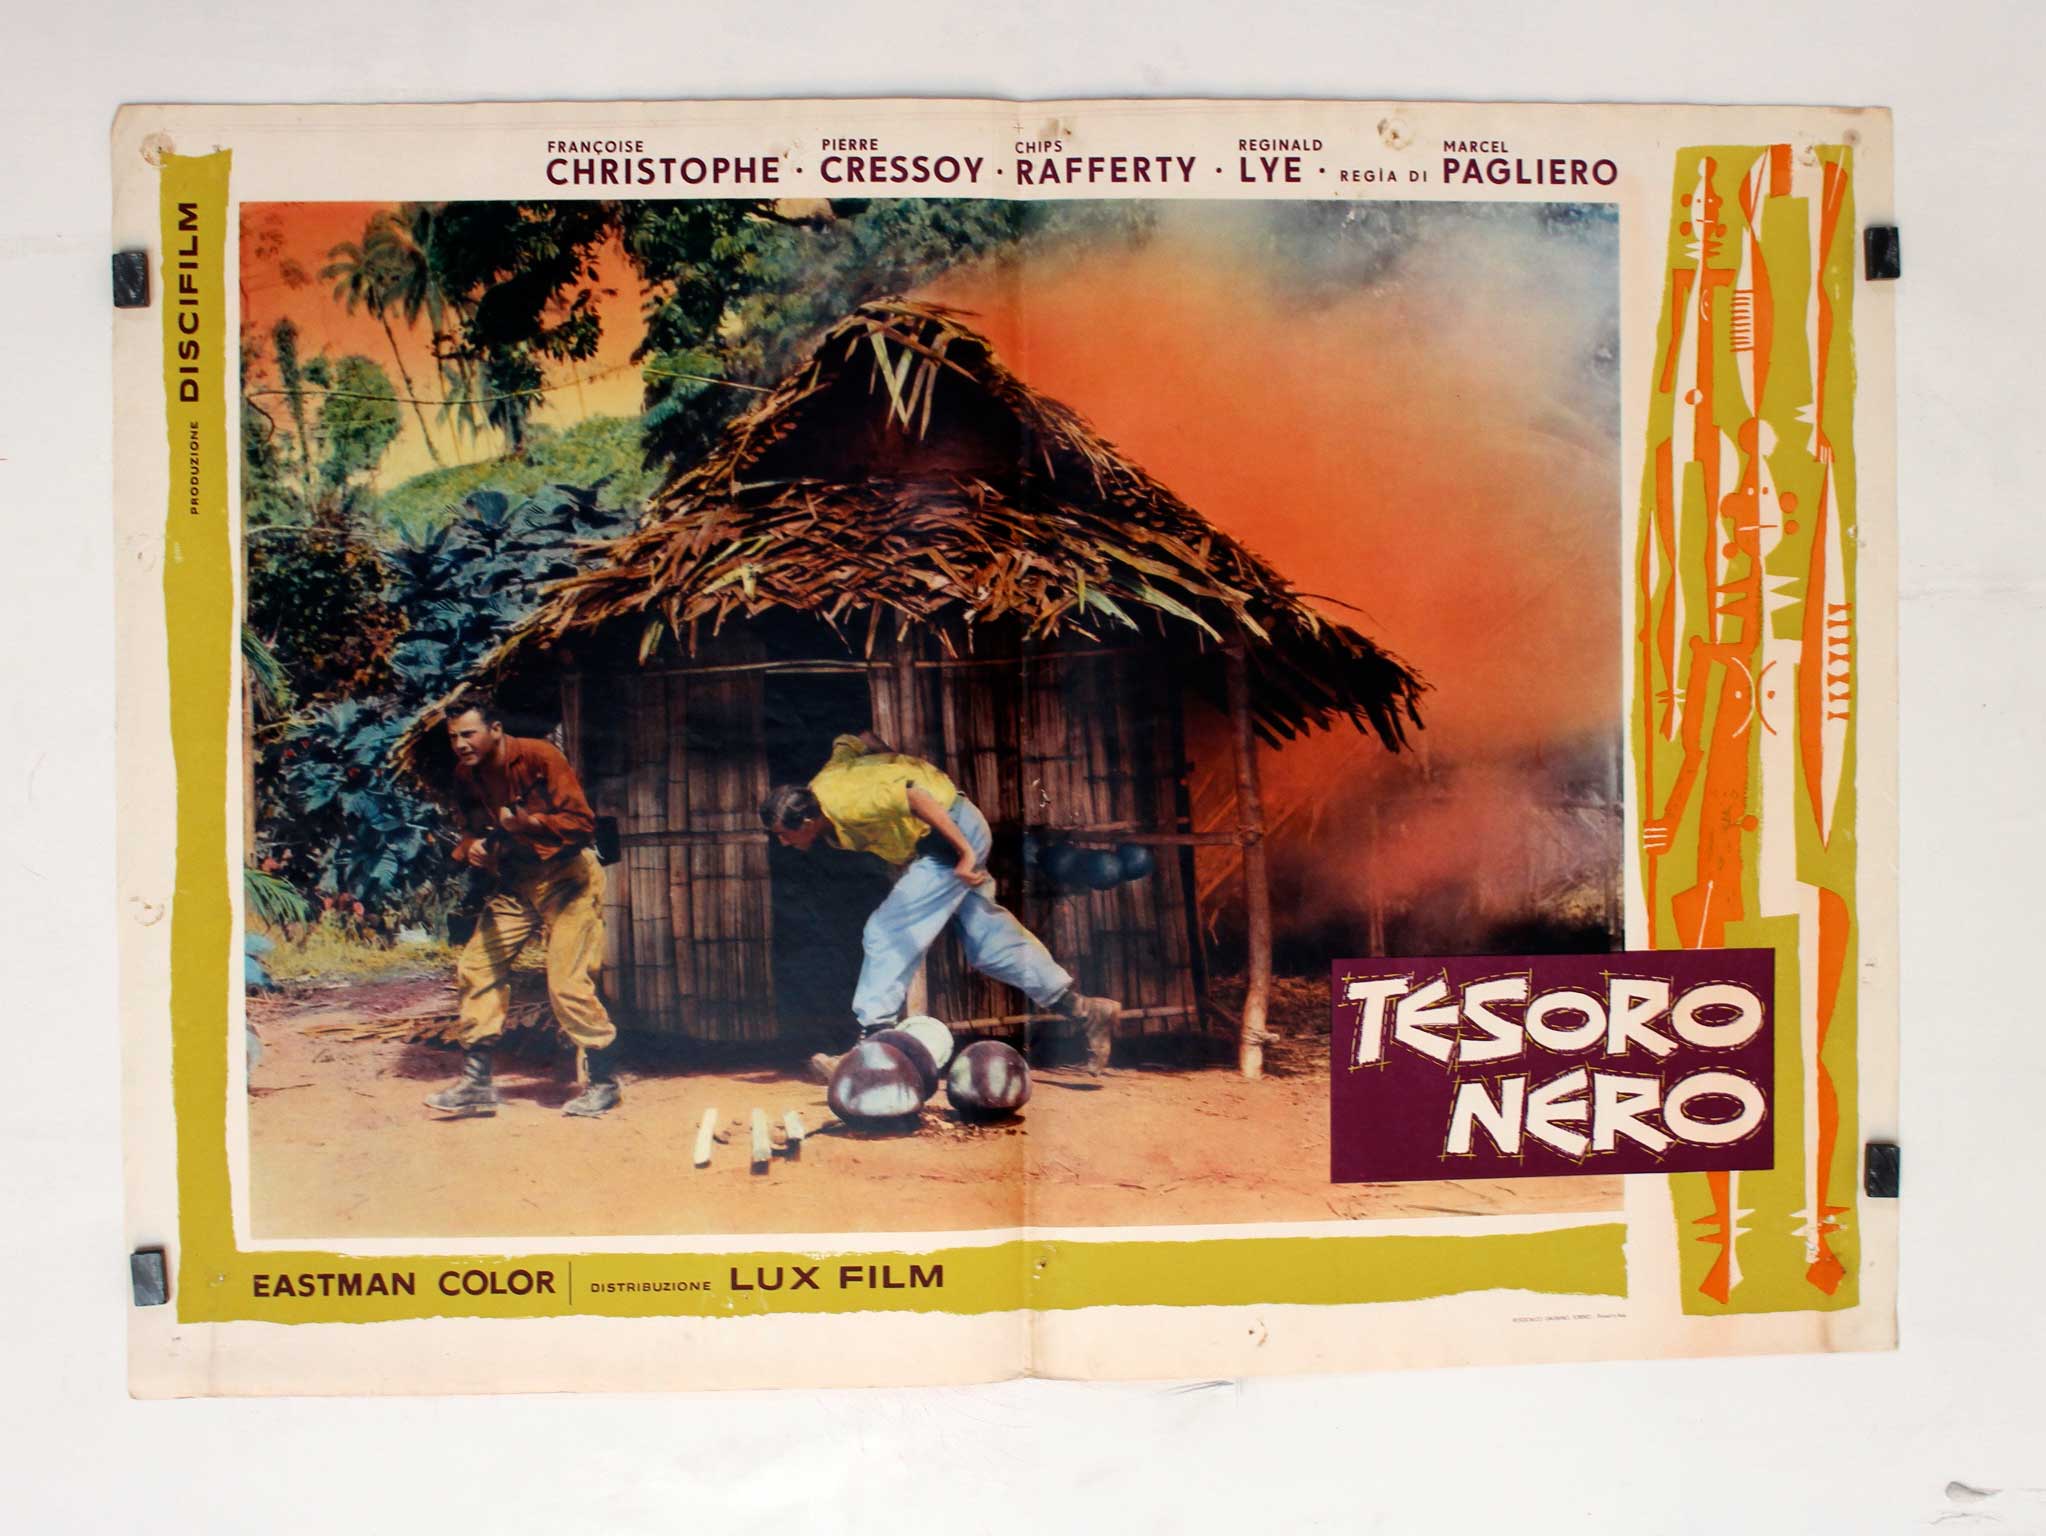 FRANÇOISE CHRISTOPHE · PIERRE CRESSOY · CHIPS RAFFERTY · REGINALD LYE · REGÌA DI MARCEL PAGLIERO
PRODUZIONE DISCIFILM
TESORO
NERO
EASTMAN COLOR | DISTRIBUZIONE LUX FILM